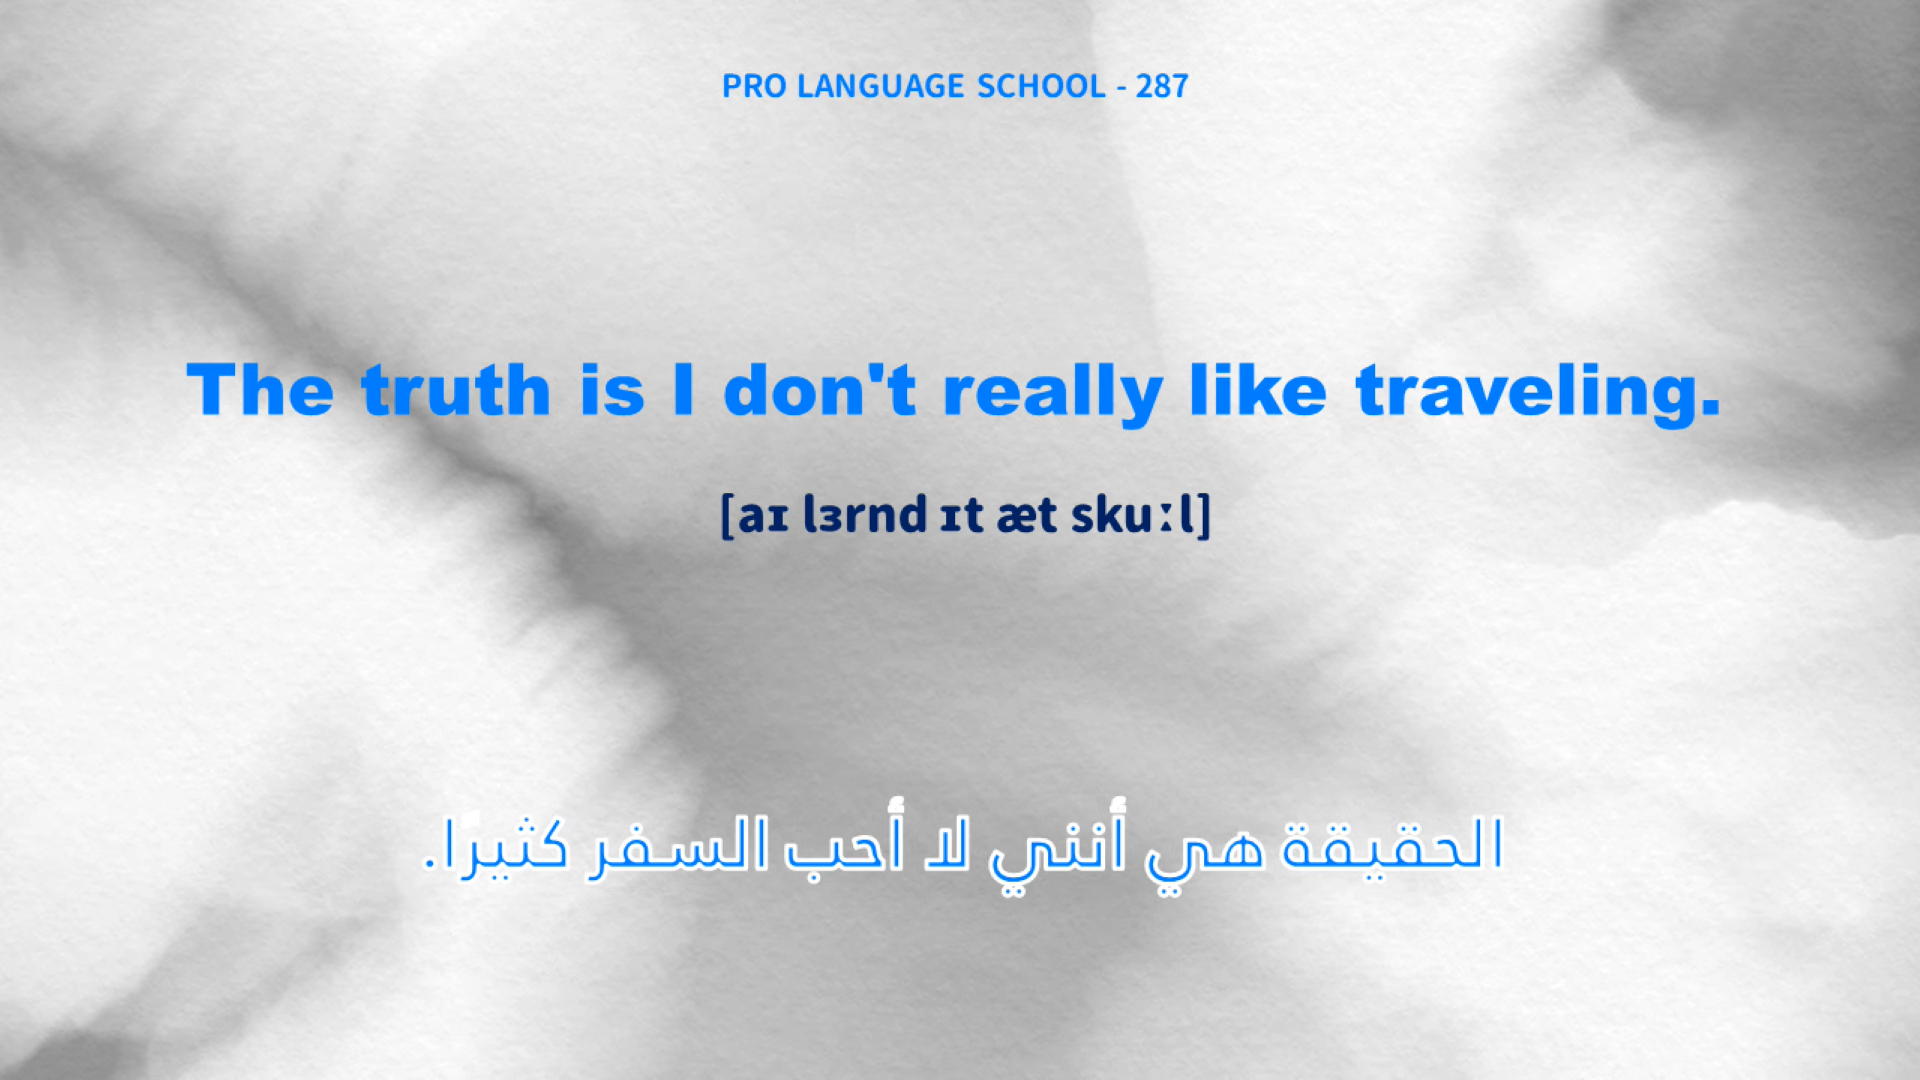 PRO LANGUAGE SCHOOL - 287
The truth is I don't really like traveling.
[aɪ lɜrnd ɪt æt skuːl]
الحقيقة هي أنني لا أحب السفر كثيرًا.